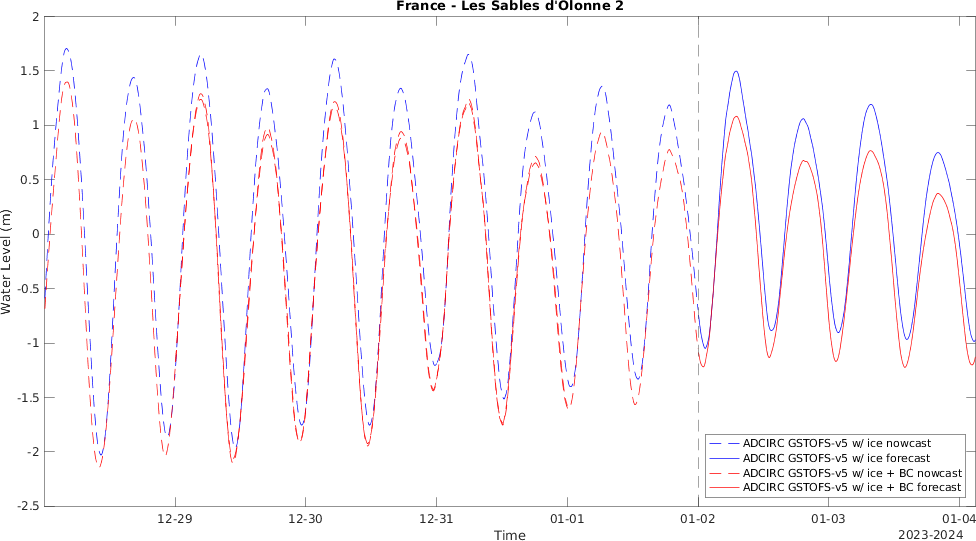 France - Les Sables d'Olonne 2
2
1.5
1
0.5
0
-0.5
-1
-1.5
-2
-2.5
Water Level (m)
12-29
12-30
12-31
01-01
01-02
01-03
01-04
Time
2023-2024
ADCIRC GSTOFS-v5 w/ ice nowcast
ADCIRC GSTOFS-v5 w/ ice forecast
ADCIRC GSTOFS-v5 w/ ice + BC nowcast
ADCIRC GSTOFS-v5 w/ ice + BC forecast